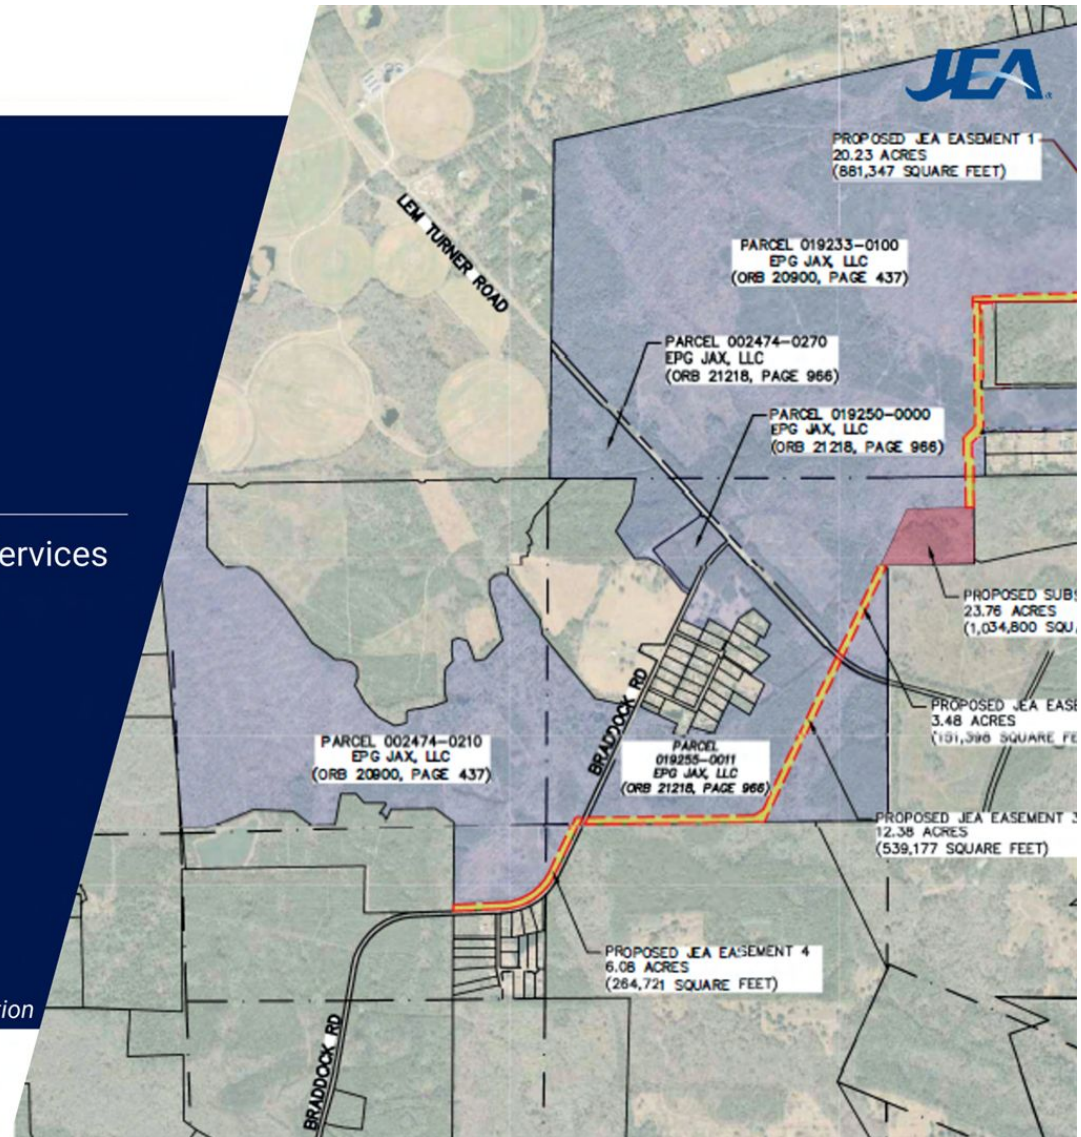 JEA
PROPOSED JEA EASEMENT 1
20.23 ACRES
(881,347 SQUARE FEET)
LEM TURNER ROAD
PARCEL 019233-0100
EPG JAX, LLC
(ORB 20900, PAGE 437)
PARCEL 002474-0270
EPG JAX, LLC
(ORB 21218, PAGE 966)
PARCEL 019250-0000
EPG JAX, LLC
(ORB 21218, PAGE 966)
ervices
PROPOSED SUBS
23.76 ACRES
(1,034,800 SQU
BRADDOCK RD
PROPOSED JEA EASE
3.48 ACRES
(151,398 SQUARE FE
PARCEL 002474-0210
EPG JAX, LLC
(ORB 20900, PAGE 437)
PARCEL
019255-0011
EPG JAX, LLC
(ORB 21218, PAGE 966)
PROPOSED JEA EASEMENT 3
12.38 ACRES
(539,177 SQUARE FEET)
PROPOSED JEA EASEMENT 4
6.08 ACRES
(264,721 SQUARE FEET)
ion
BRADDOCK RD